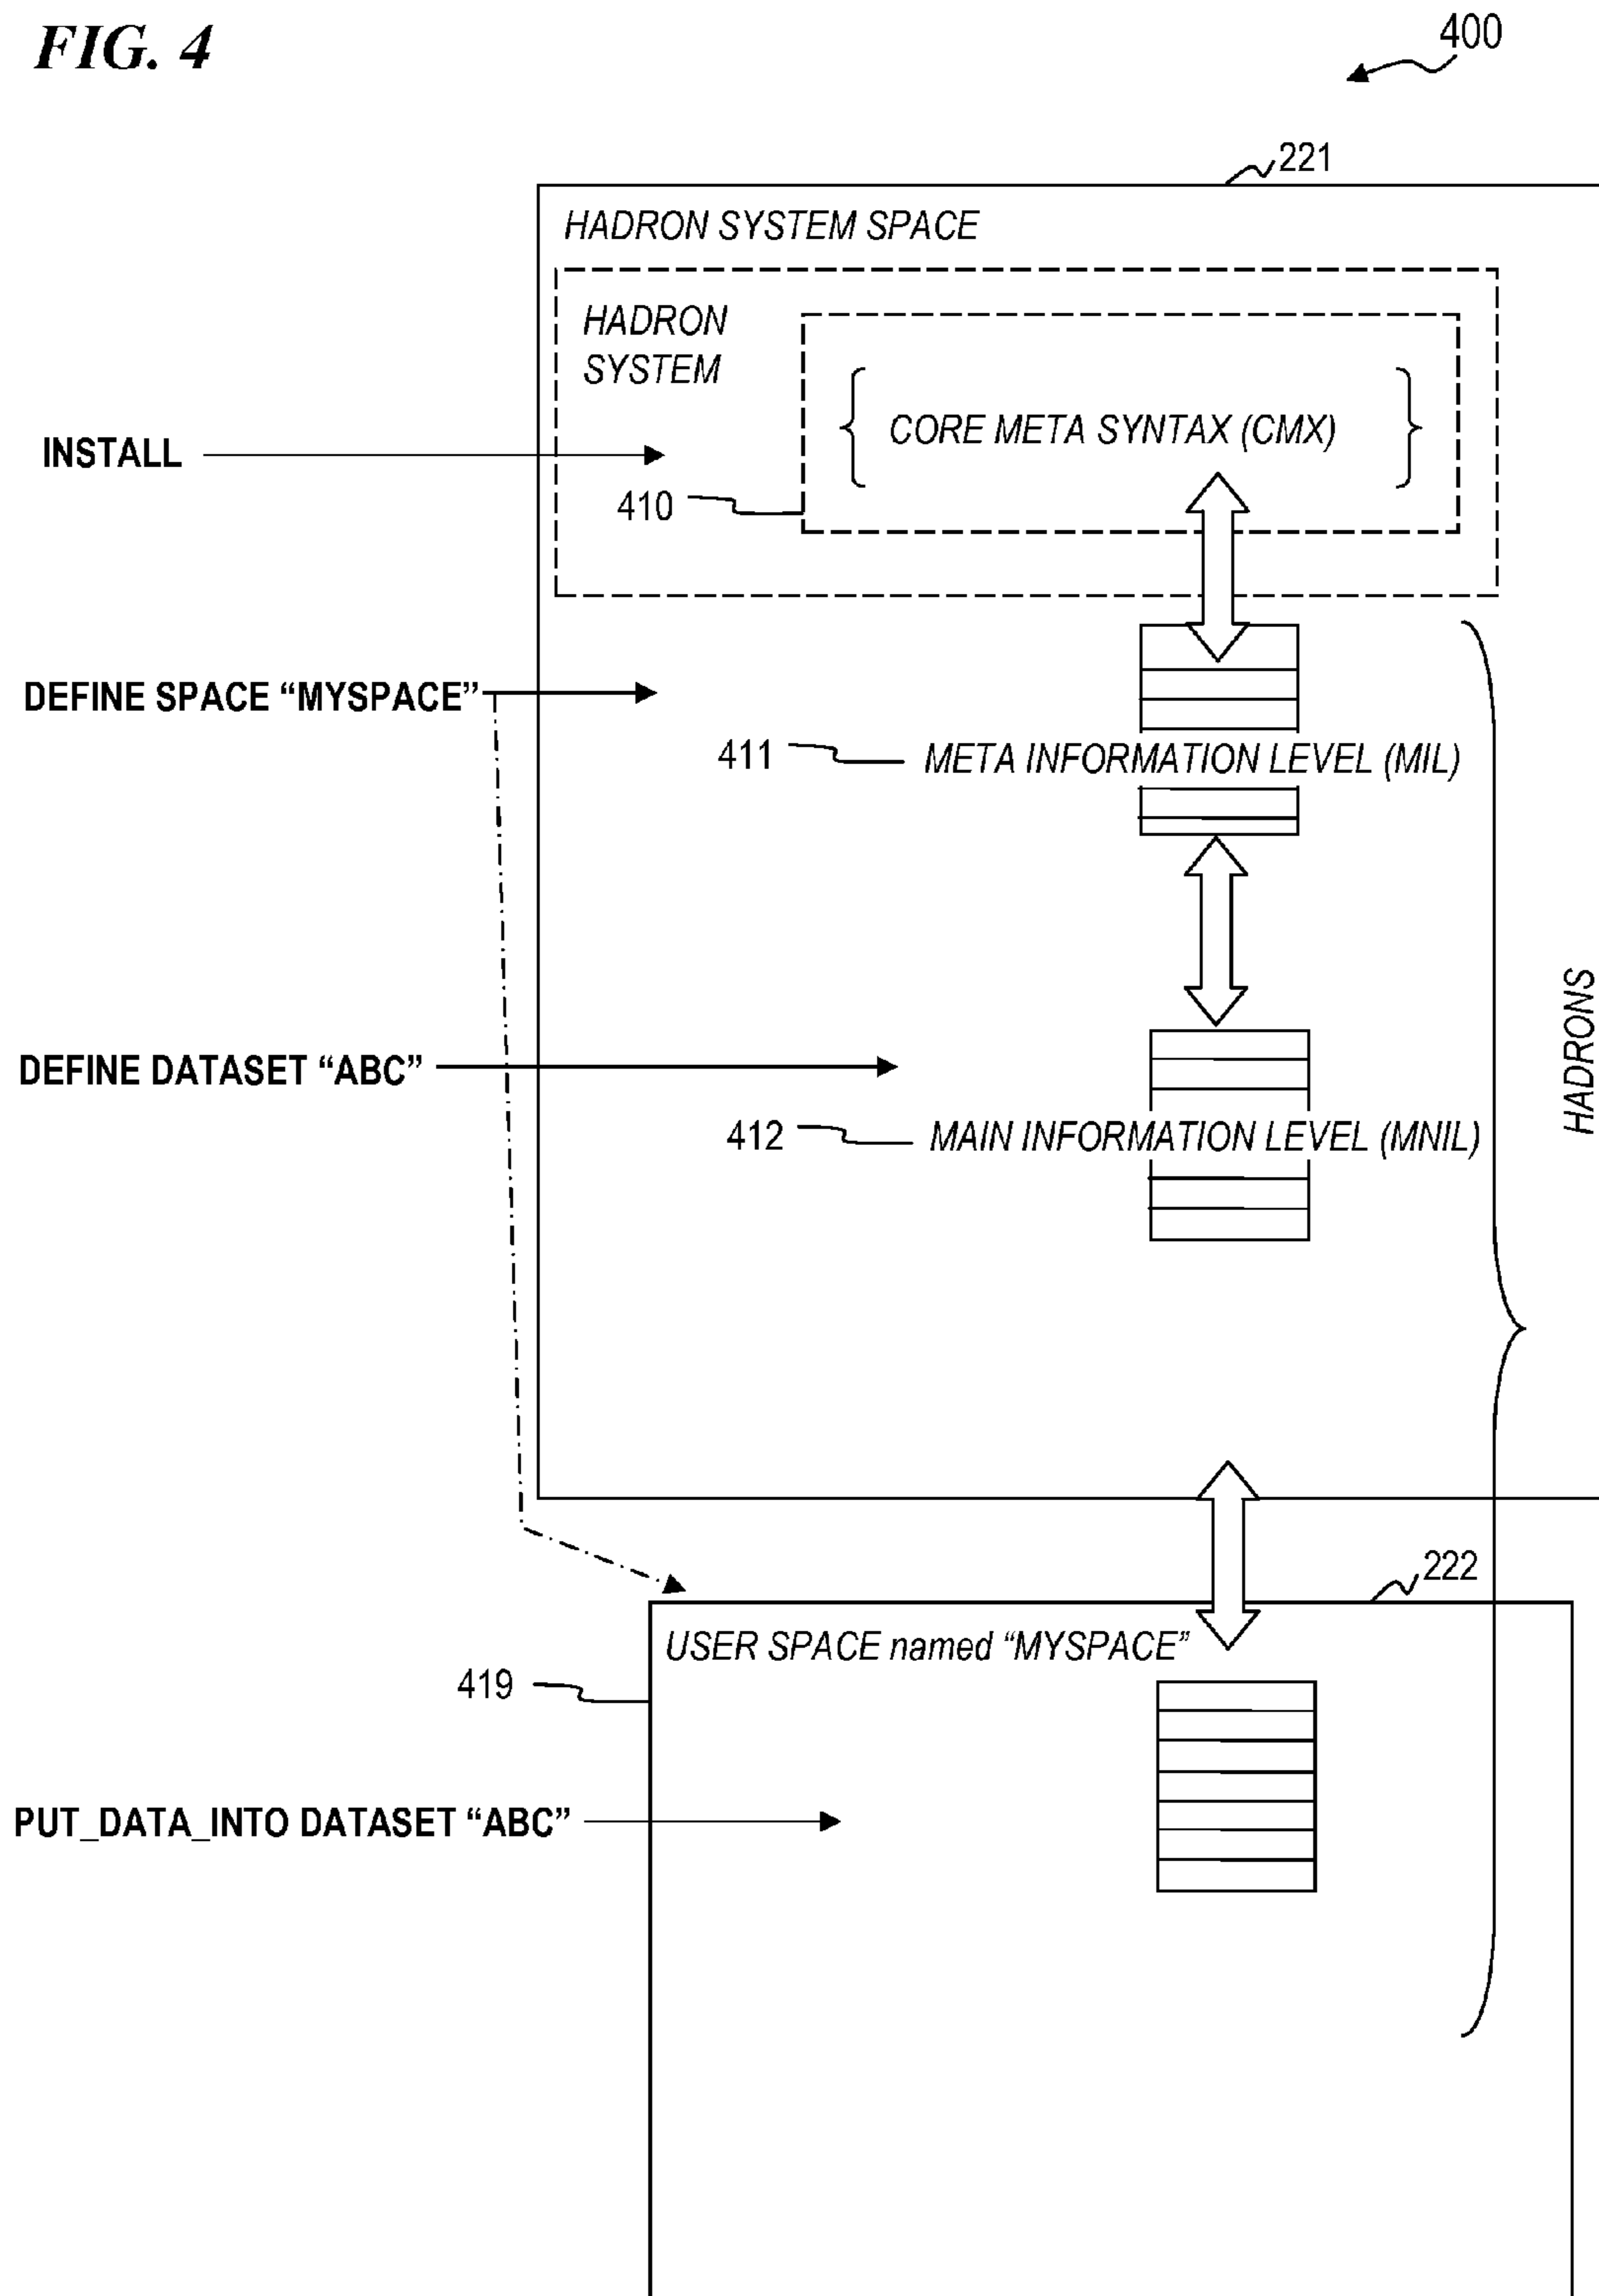 FIG. 4
400
221
HADRON SYSTEM SPACE
HADRON
SYSTEM
CORE META SYNTAX (CMX)
INSTALL
410
DEFINE SPACE “MYSPACE”
411
META INFORMATION LEVEL (MIL)
HADRONS
DEFINE DATASET “ABC”
412
MAIN INFORMATION LEVEL (MNIL)
222
USER SPACE named “MYSPACE”
419
PUT_DATA_INTO DATASET “ABC”